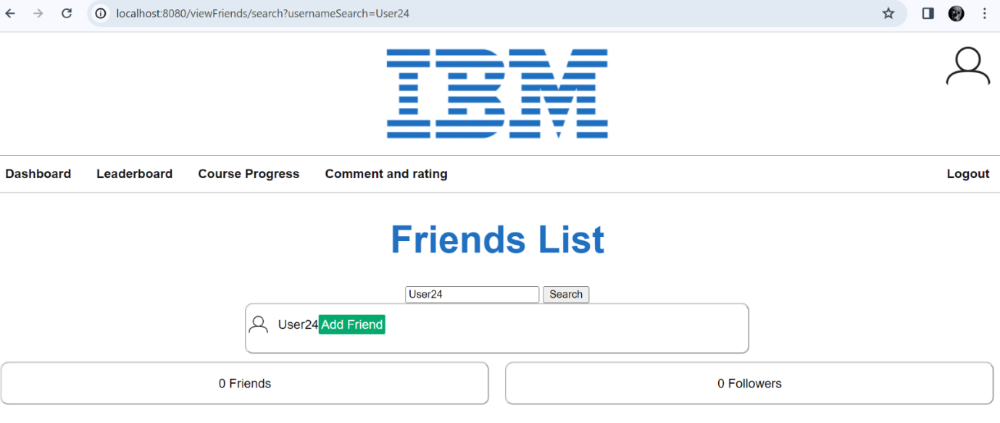 localhost:8080/viewFriends/search?usernameSearch=User24
IBM
Dashboard Leaderboard Course Progress Comment and rating Logout
Friends List
User24 Search
User24 Add Friend
0 Friends 0 Followers